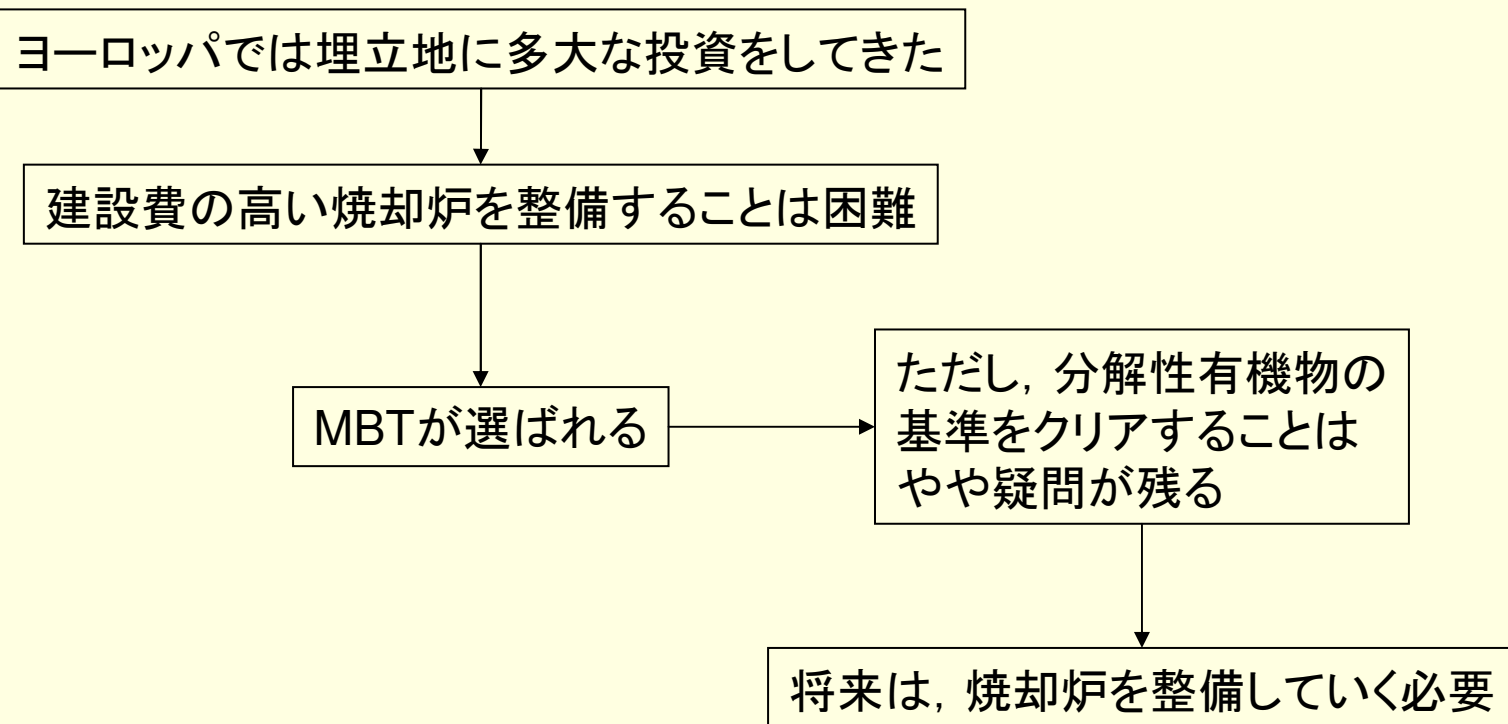 ヨーロッパでは埋立地に多大な投資をしてきた
建設費の高い焼却炉を整備することは困難
MBTが選ばれる
ただし，分解性有機物の
基準をクリアすることは
やや疑問が残る
将来は，焼却炉を整備していく必要